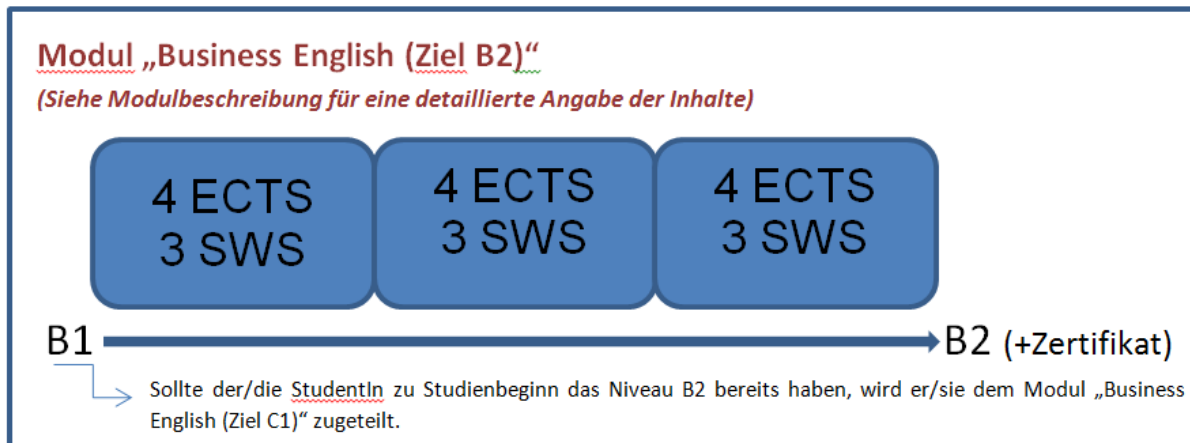 Modul „Business English (Ziel B2)“
(Siehe Modulbeschreibung für eine detaillierte Angabe der Inhalte)
4 ECTS
3 SWS
4 ECTS
3 SWS
4 ECTS
3 SWS
B1
B2 (+Zertifikat)
Sollte der/die StudentIn zu Studienbeginn das Niveau B2 bereits haben, wird er/sie dem Modul „Business
English (Ziel C1)“ zugeteilt.